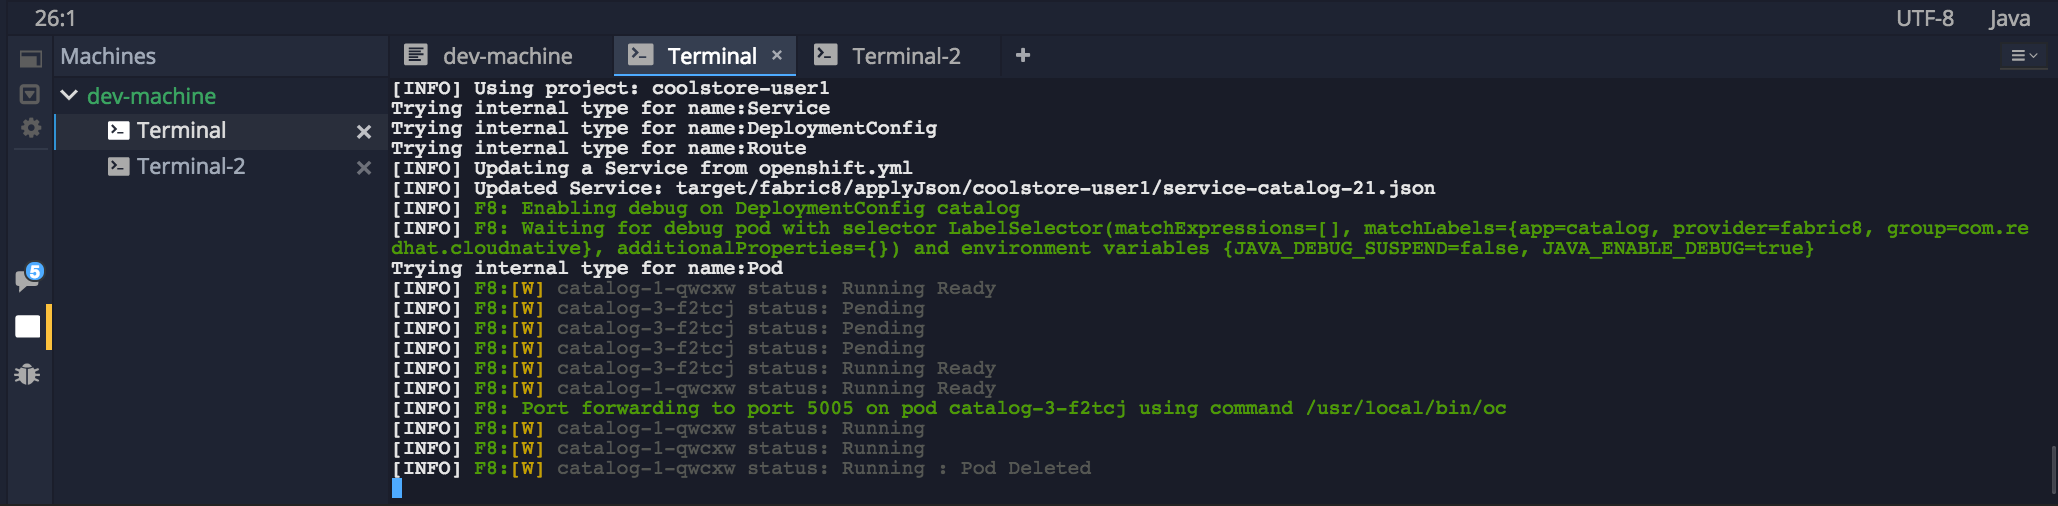 26:1 UTF-8 Java
Machines
dev-machine
Terminal
Terminal-2
5
dev-machine Terminal × Terminal-2 +
[INFO] Using project: coolstore-user1
Trying internal type for name:Service
Trying internal type for name:DeploymentConfig
Trying internal type for name:Route
[INFO] Updating a Service from openshift.yml
[INFO] Updated Service: target/fabric8/applyJson/coolstore-user1/service-catalog-21.json
[INFO] F8: Enabling debug on DeploymentConfig catalog
[INFO] F8: Waiting for debug pod with selector LabelSelector(matchExpressions=[], matchLabels={app=catalog, provider=fabric8, group=com.re
dhat.cloudnative}, additionalProperties={}) and environment variables {JAVA_DEBUG_SUSPEND=false, JAVA_ENABLE_DEBUG=true}
Trying internal type for name:Pod
[INFO] F8:[W] catalog-1-qwcxw status: Running Ready
[INFO] F8:[W] catalog-3-f2tcj status: Pending
[INFO] F8:[W] catalog-3-f2tcj status: Pending
[INFO] F8:[W] catalog-3-f2tcj status: Pending
[INFO] F8:[W] catalog-3-f2tcj status: Running Ready
[INFO] F8:[W] catalog-1-qwcxw status: Running Ready
[INFO] F8: Port forwarding to port 5005 on pod catalog-3-f2tcj using command /usr/local/bin/oc
[INFO] F8:[W] catalog-1-qwcxw status: Running
[INFO] F8:[W] catalog-1-qwcxw status: Running
[INFO] F8:[W] catalog-1-qwcxw status: Running : Pod Deleted